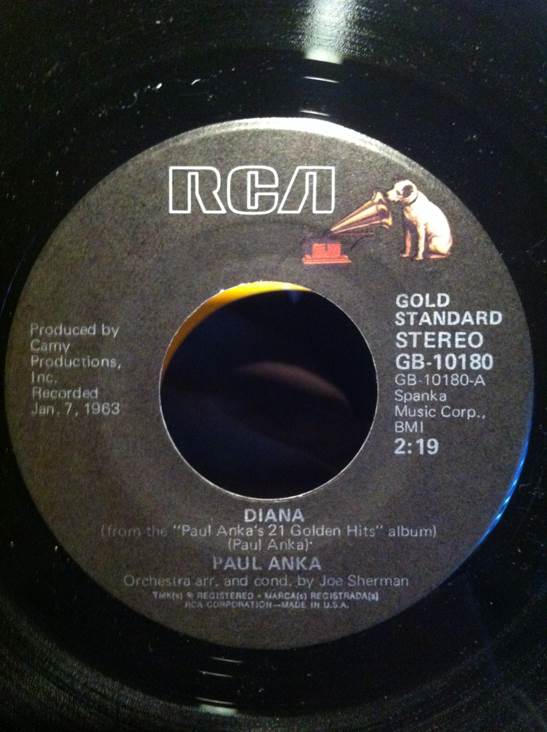 RCA
GOLD
STANDARD
STEREO
GB-10180
GB-10180-A
Spanka
Music Corp.,
BMI
2:19
Produced by
Camy
Productions,
Inc.
Recorded
Jan. 7, 1963
DIANA
(from the "Paul Anka's 21 Golden Hits" album)
(Paul Anka)
PAUL ANKA
Orchestra arr. and cond. by Joe Sherman
TMK(s) ® REGISTERED • MARCA(s) REGISTRADA(s)
RCA CORPORATION—MADE IN U.S.A.